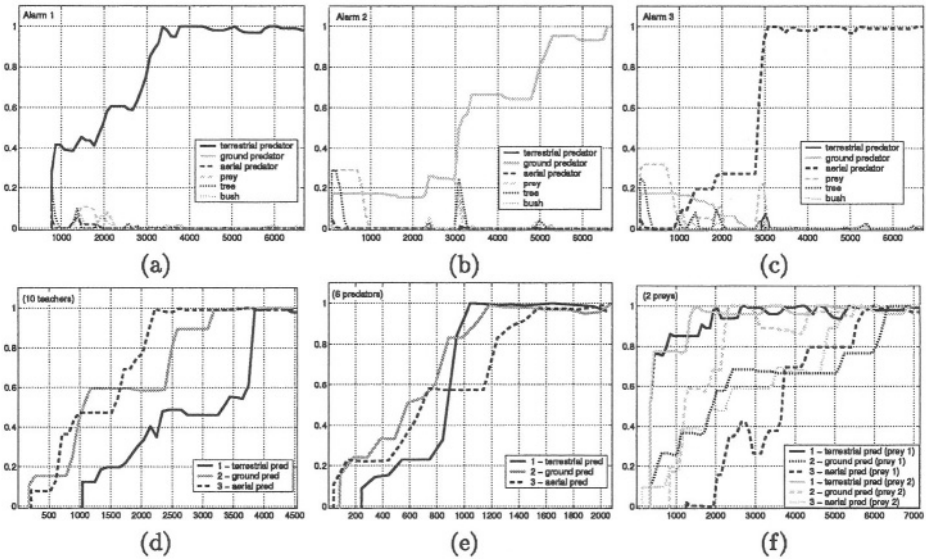 Alarm 1
1
0.8
0.6
0.4
0.2
0
terrestrial predator
ground predator
aerial predator
prey
tree
bush
1000 2000 3000 4000 5000 6000
(a)
Alarm 2
1
0.8
0.6
0.4
0.2
0
terrestrial predator
ground predator
aerial predator
prey
tree
bush
1000 2000 3000 4000 5000 6000
(b)
Alarm 3
1
0.8
0.6
0.4
0.2
0
terrestrial predator
ground predator
aerial predator
prey
tree
bush
1000 2000 3000 4000 5000 6000
(c)
(10 teachers)
1
0.8
0.6
0.4
0.2
0
1 – terrestrial pred
2 – ground pred
3 – aerial pred
500 1000 1500 2000 2500 3000 3500 4000 4500
(d)
(6 predators)
1
0.8
0.6
0.4
0.2
0
1 – terrestrial pred
2 – ground pred
3 – aerial pred
200 400 600 800 1000 1200 1400 1600 1800 2000
(e)
(2 preys)
1
0.8
0.6
0.4
0.2
0
1 – terrestrial pred (prey 1)
2 – ground pred (prey 1)
3 – aerial pred (prey 1)
1 – terrestrial pred (prey 2)
2 – ground pred (prey 2)
3 – aerial pred (prey 2)
1000 2000 3000 4000 5000 6000 7000
(f)